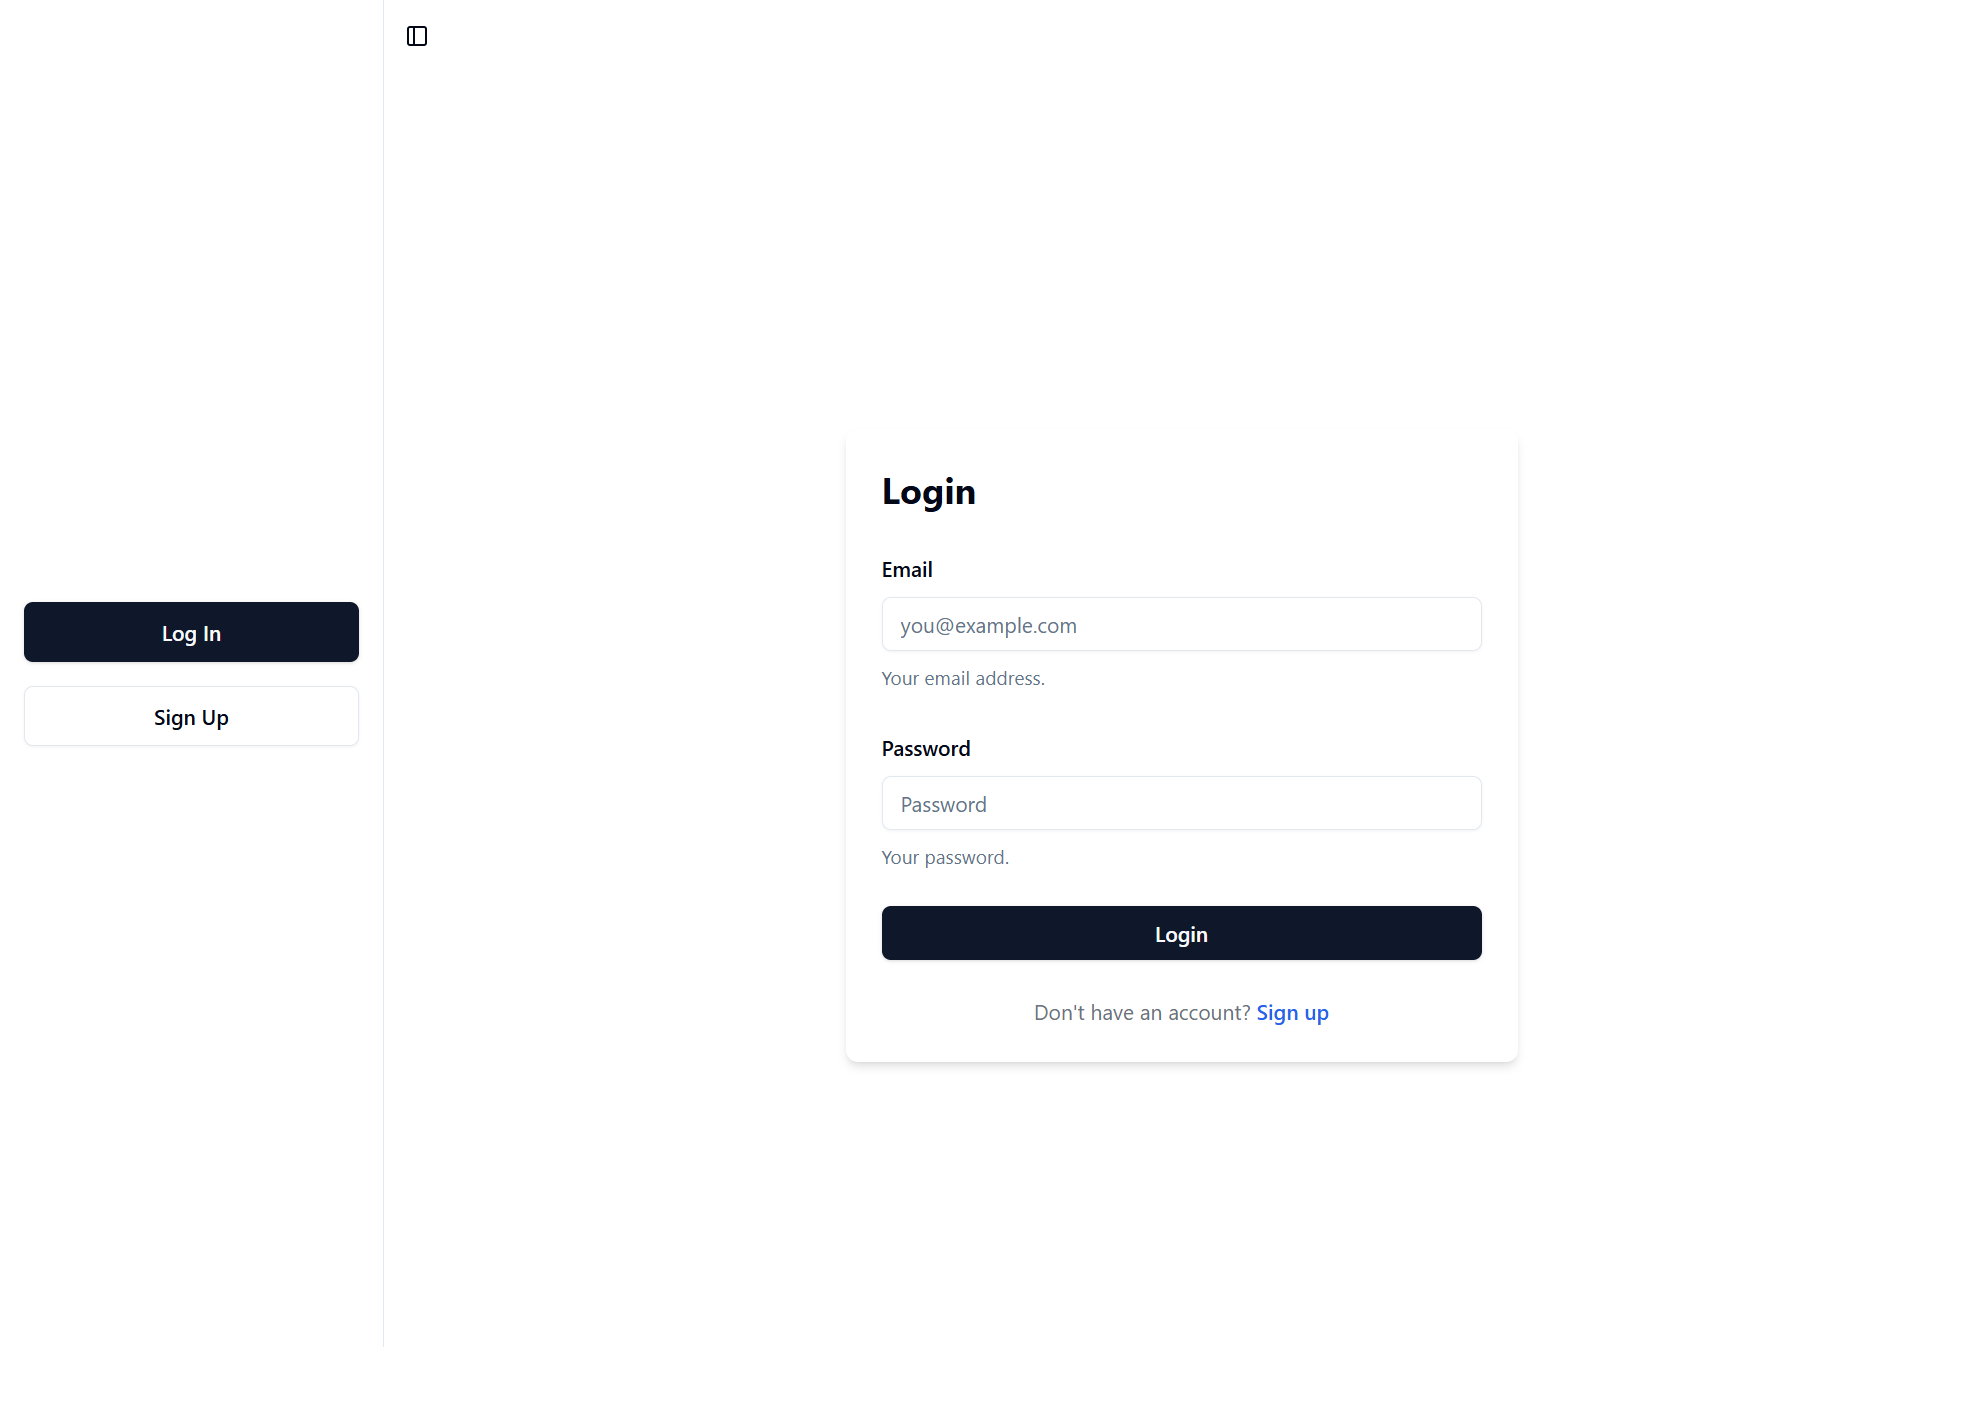 Log In
Sign Up
Login
Email
you@example.com
Your email address.
Password
Password
Your password.
Login
Don't have an account? Sign up